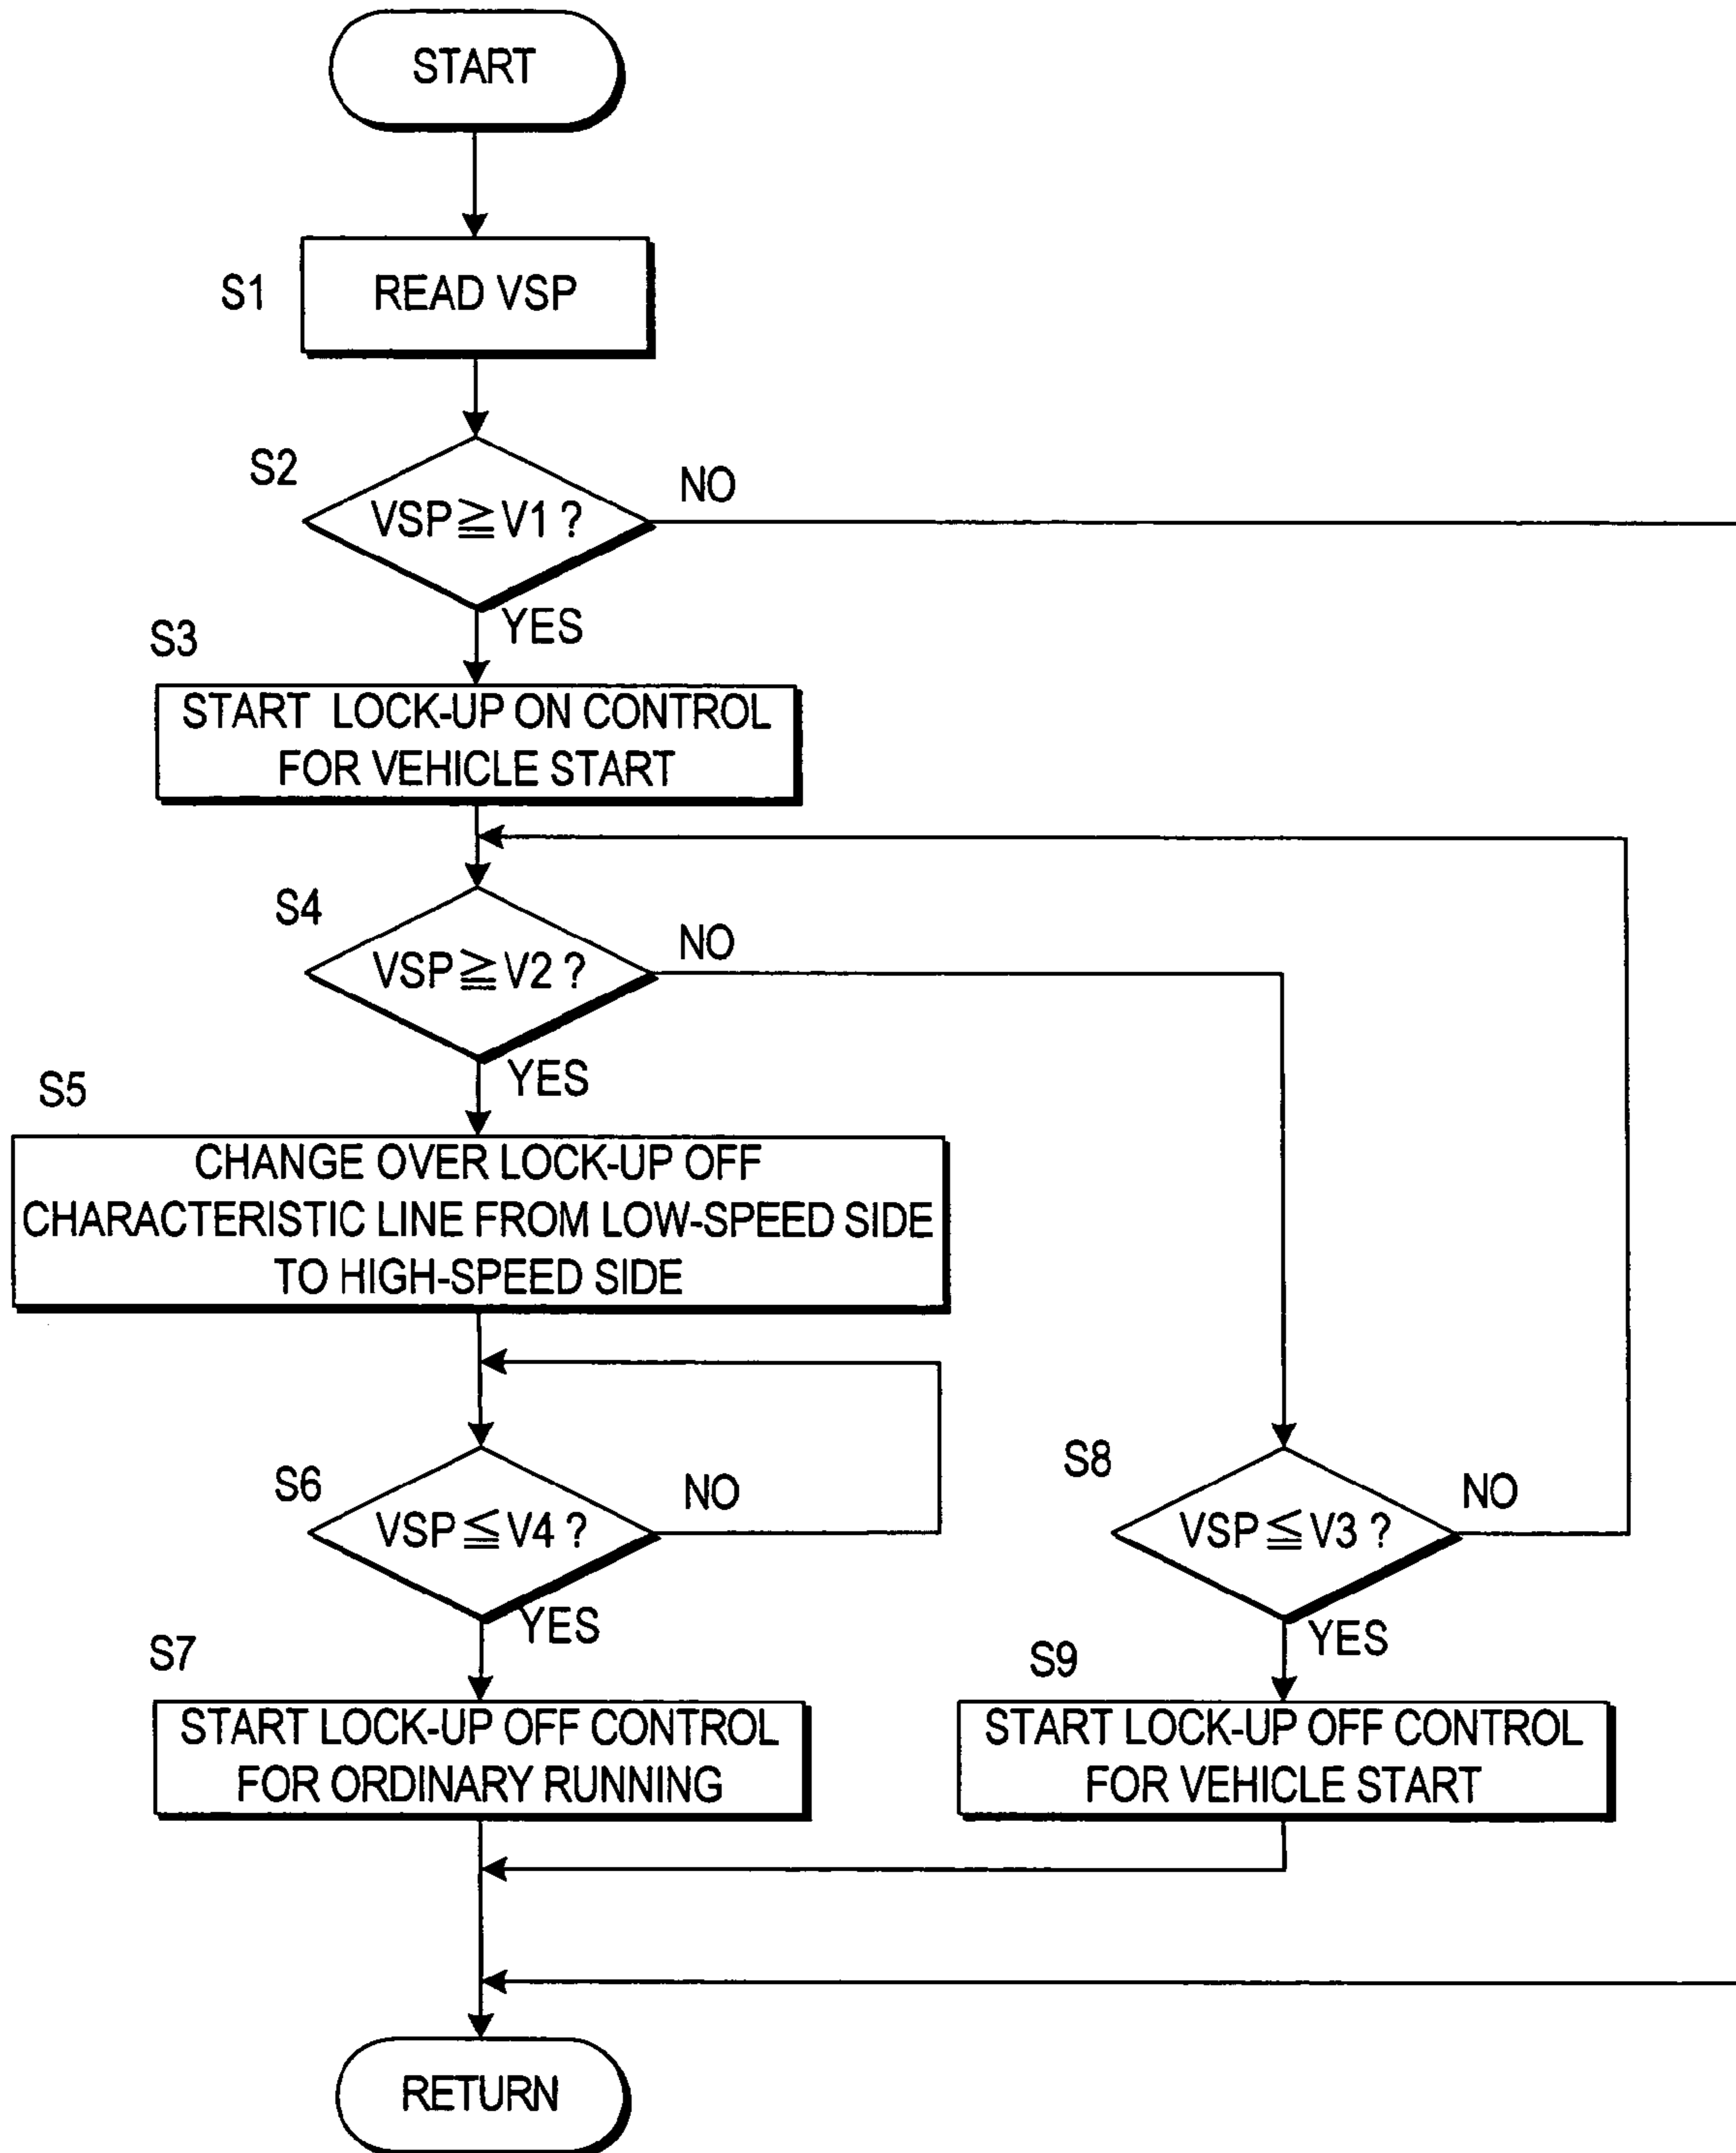 START
S1
READ VSP
S2
VSP≧V1 ?
NO
YES
S3
START LOCK-UP ON CONTROL
FOR VEHICLE START
S4
VSP≧V2 ?
NO
YES
S5
CHANGE OVER LOCK-UP OFF
CHARACTERISTIC LINE FROM LOW-SPEED SIDE
TO HIGH-SPEED SIDE
S6
VSP≦V4 ?
NO
YES
S8
VSP≦V3 ?
NO
YES
S7
START LOCK-UP OFF CONTROL
FOR ORDINARY RUNNING
S9
START LOCK-UP OFF CONTROL
FOR VEHICLE START
RETURN